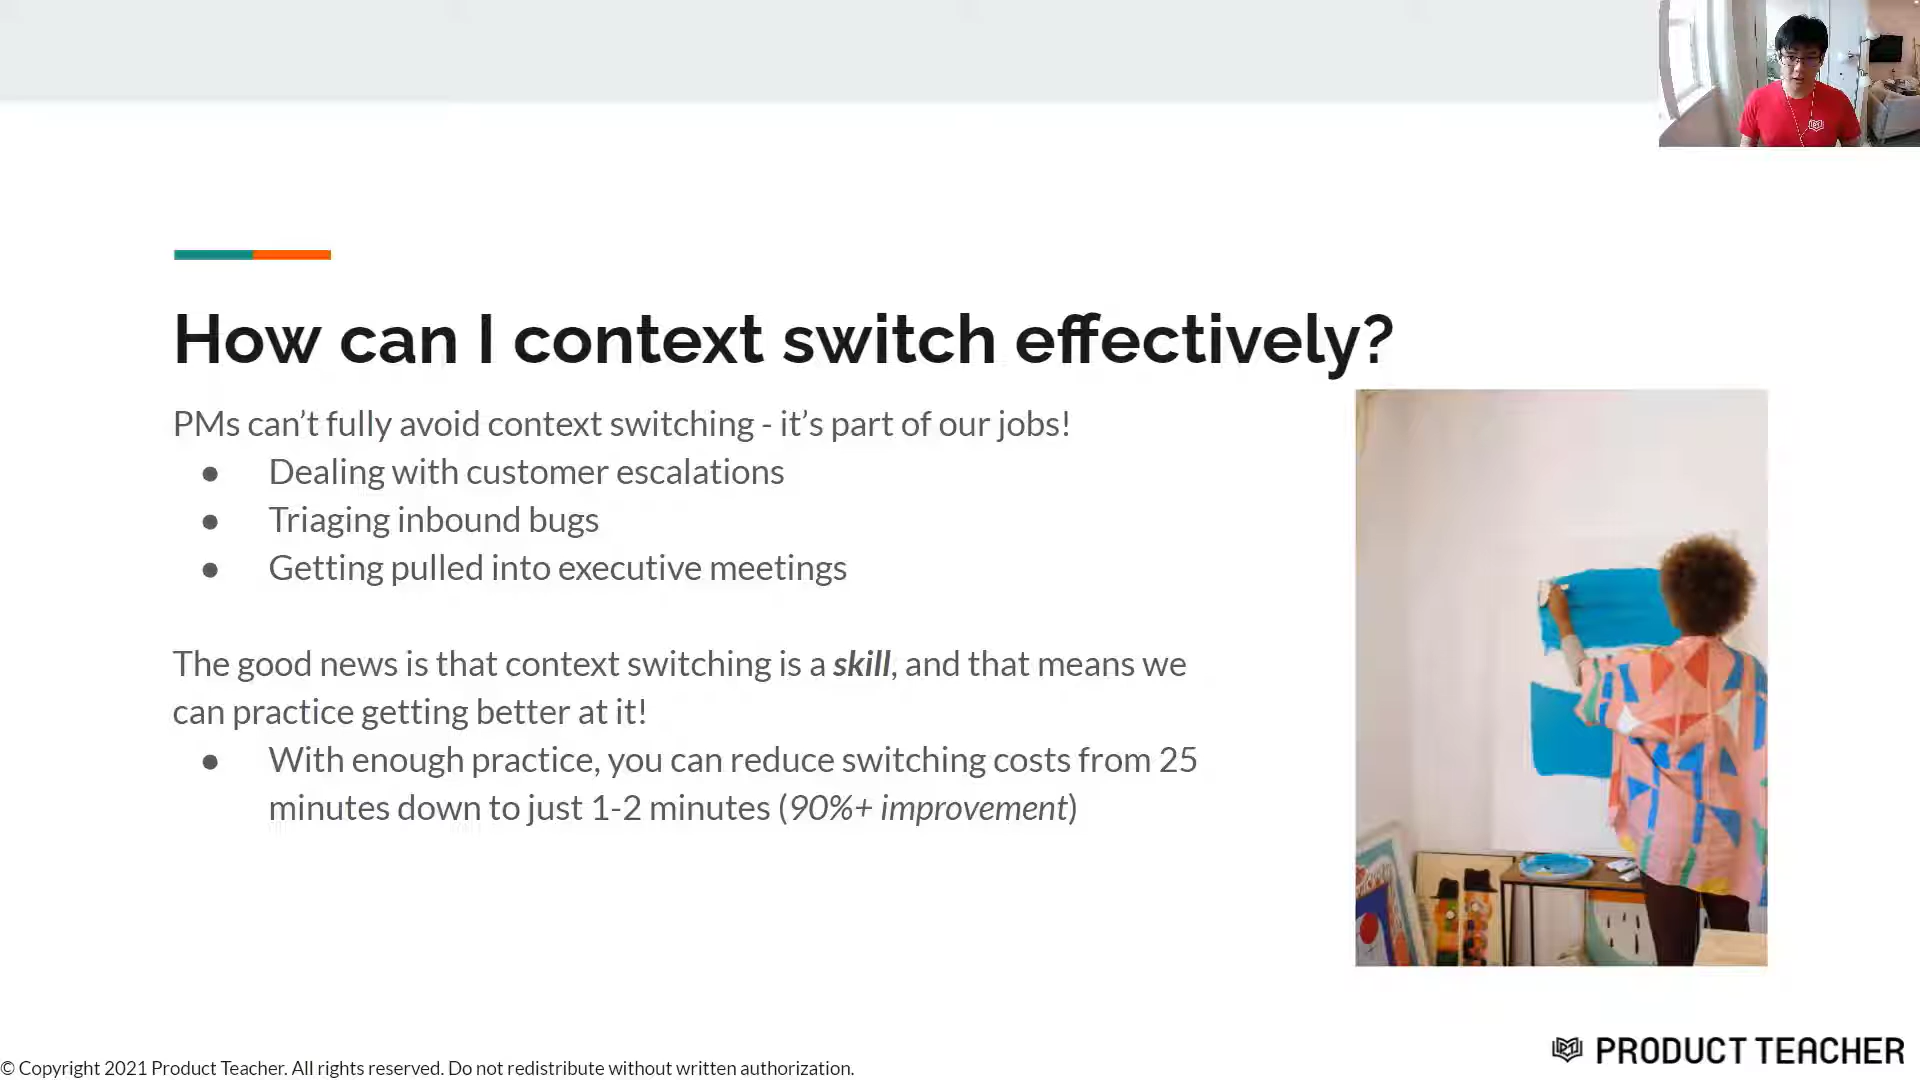 How can I context switch effectively?
PMs can’t fully avoid context switching - it’s part of our jobs!
● Dealing with customer escalations
● Triaging inbound bugs
● Getting pulled into executive meetings
The good news is that context switching is a skill, and that means we
can practice getting better at it!
● With enough practice, you can reduce switching costs from 25
minutes down to just 1-2 minutes (90%+ improvement)
PRODUCT TEACHER
© Copyright 2021 Product Teacher. All rights reserved. Do not redistribute without written authorization.